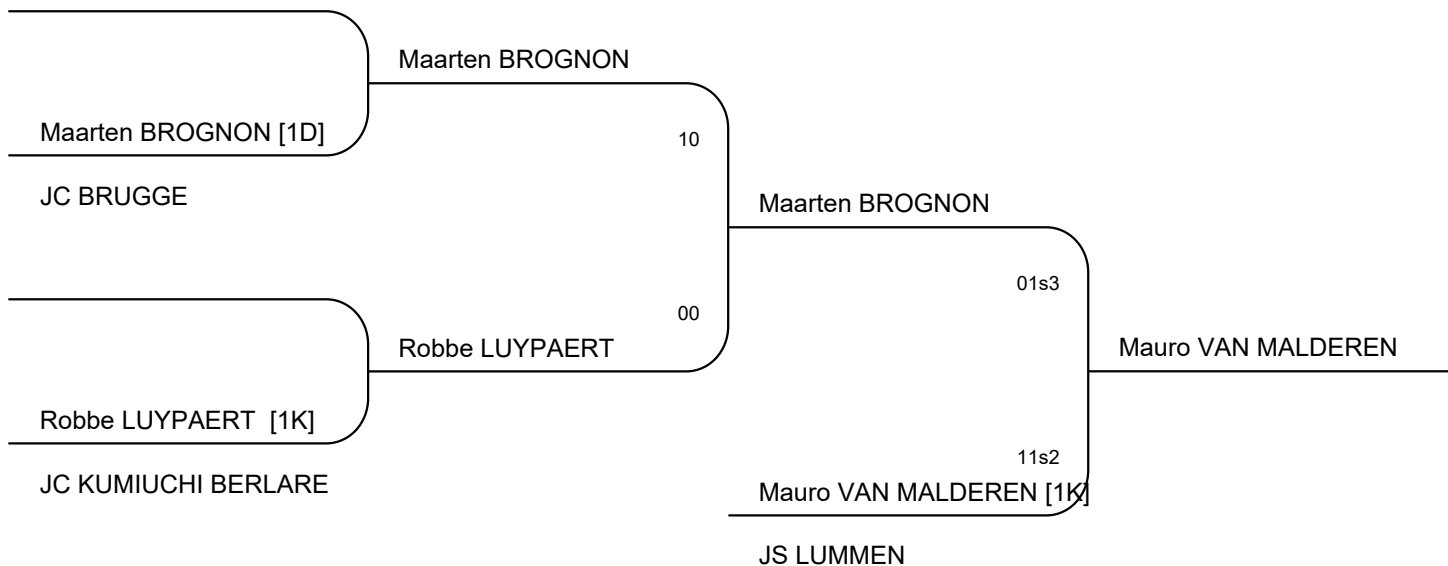 Maarten BROGNON
Maarten BROGNON [1D]
10
JC BRUGGE
Maarten BROGNON
01s3
00
Robbe LUYPAERT
Mauro VAN MALDEREN
Robbe LUYPAERT [1K]
11s2
JC KUMIUCHI BERLARE
Mauro VAN MALDEREN [1K]
JS LUMMEN